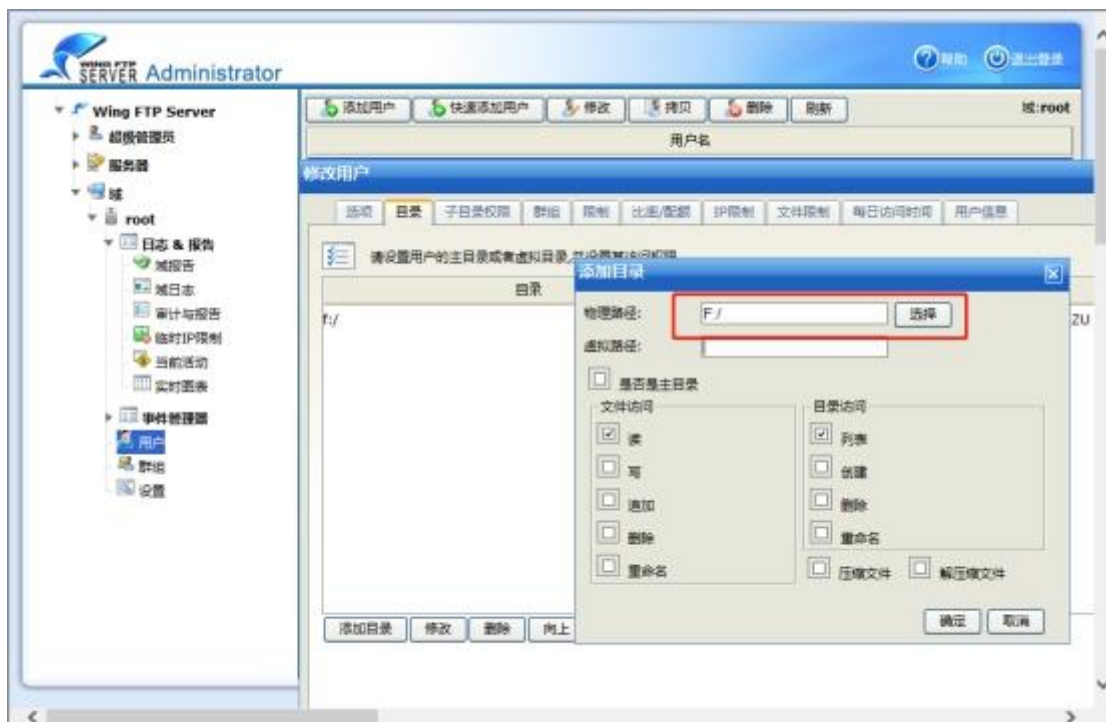 WING FTP
SERVER Administrator
帮助 退出登录
Wing FTP Server
超级管理员
服务器
域
root
日志 & 报告
域报告
域日志
审计与报告
临时IP限制
当前活动
实时图表
事件管理器
用户
群组
设置
添加用户 快速添加用户 修改 拷贝 删除 刷新 域:root
用户名
修改用户
选项 目录 子目录权限 群组 限制 比率/配额 IP限制 文件限制 每日访问时间 用户信息
请设置用户的主目录或者虚拟目录,并设置其访问权限
目录
f:/
ZU
添加目录
物理路径: F:/ 选择
虚拟路径:
是否是主目录
文件访问 目录访问
读 列表
写 创建
追加 删除
删除 重命名
重命名 压缩文件 解压缩文件
确定 取消
添加目录 修改 删除 向上